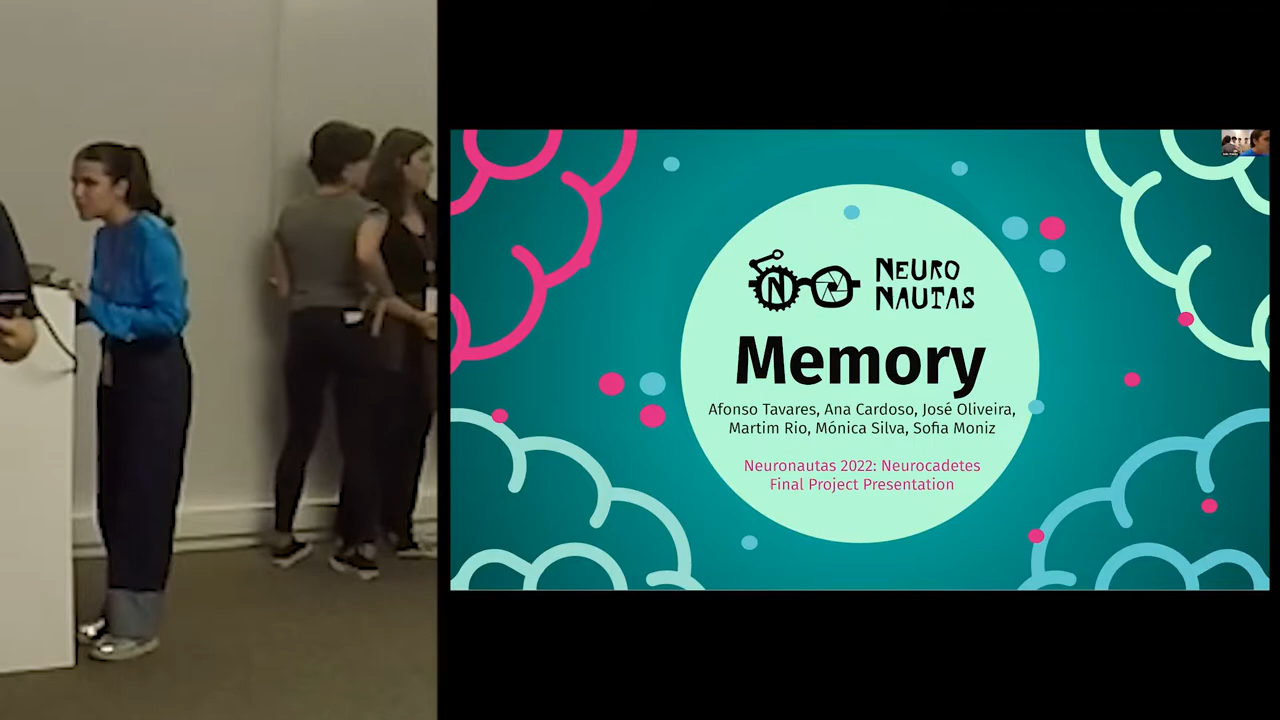 NEURO
NAUTAS
Memory
Afonso Tavares, Ana Cardoso, José Oliveira,
Martim Rio, Mónica Silva, Sofia Moniz
Neuronautas 2022: Neurocadetes
Final Project Presentation